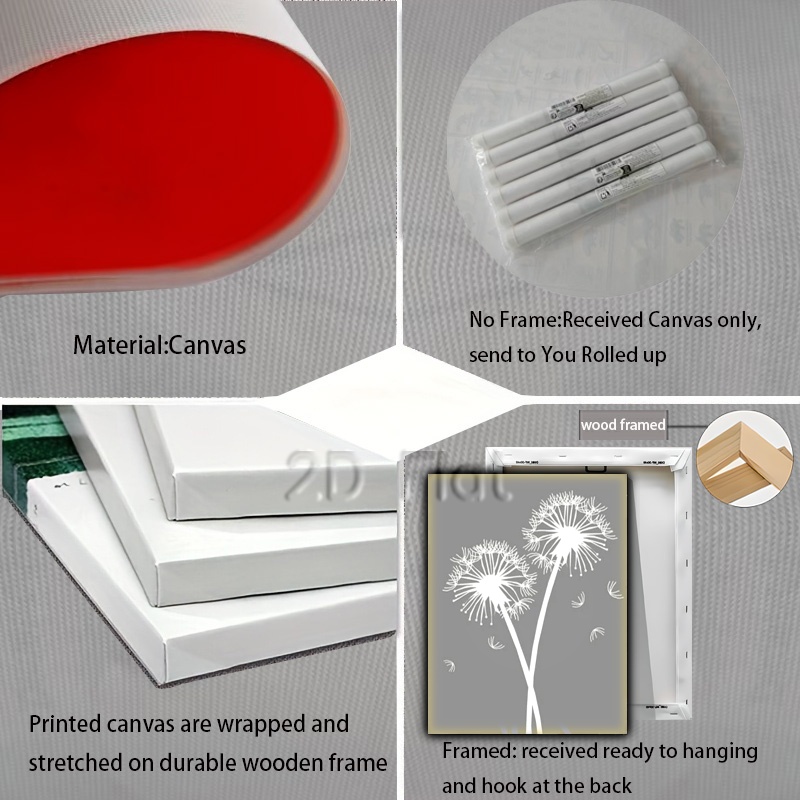 Material:Canvas
No Frame:Received Canvas only,
send to You Rolled up
2D Flat
wood framed
Printed canvas are wrapped and
stretched on durable wooden frame
Framed: received ready to hanging
and hook at the back